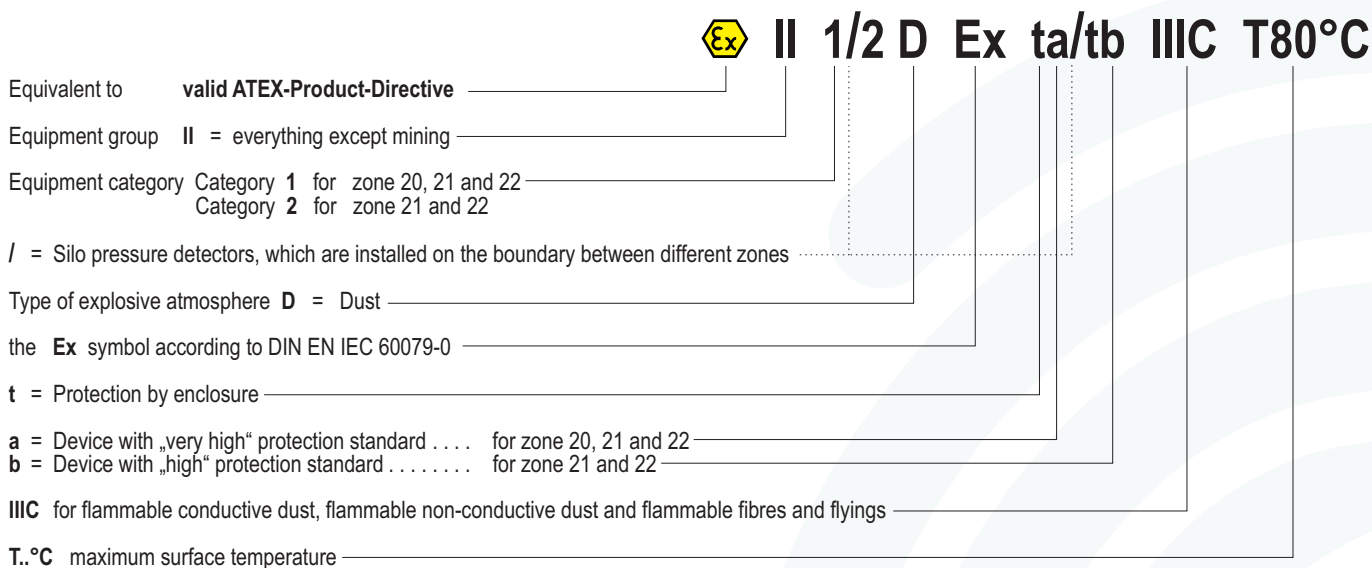 Ex II 1/2 D Ex ta/tb IIIC T80°C
Equivalent to valid ATEX-Product-Directive
Equipment group II = everything except mining
Equipment category Category 1 for zone 20, 21 and 22
Category 2 for zone 21 and 22
/ = Silo pressure detectors, which are installed on the boundary between different zones
Type of explosive atmosphere D = Dust
the Ex symbol according to DIN EN IEC 60079-0
t = Protection by enclosure
a = Device with „very high“ protection standard . . . . for zone 20, 21 and 22
b = Device with „high“ protection standard . . . . . . . . for zone 21 and 22
IIIC for flammable conductive dust, flammable non-conductive dust and flammable fibres and flyings
T..°C maximum surface temperature